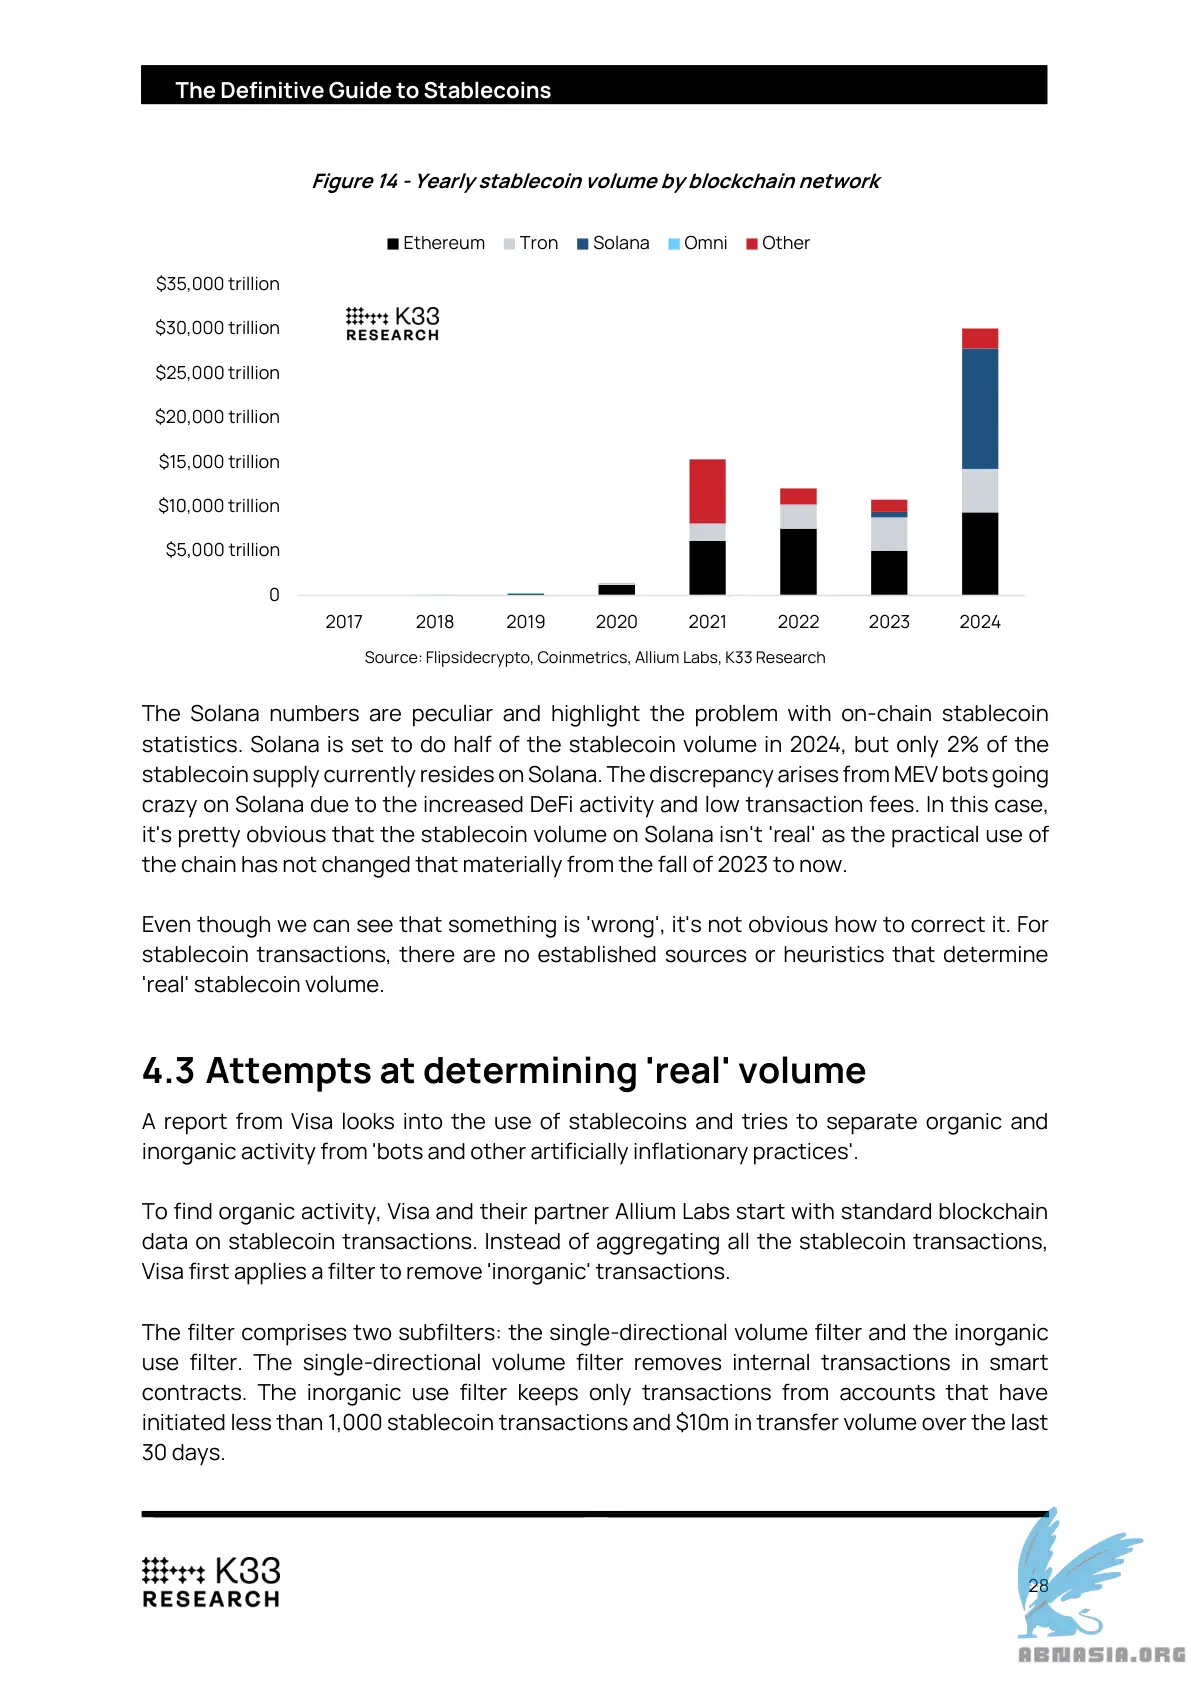 The Definitive Guide to Stablecoins
Figure 14 - Yearly stablecoin volume by blockchain network
Ethereum Tron Solana Omni Other
$35,000 trillion
K33
RESEARCH
$30,000 trillion
$25,000 trillion
$20,000 trillion
$15,000 trillion
$10,000 trillion
$5,000 trillion
0
2017 2018 2019 2020 2021 2022 2023 2024
Source: Flipsidecrypto, Coinmetrics, Allium Labs, K33 Research
The Solana numbers are peculiar and highlight the problem with on-chain stablecoin
statistics. Solana is set to do half of the stablecoin volume in 2024, but only 2% of the
stablecoin supply currently resides on Solana. The discrepancy arises from MEV bots going
crazy on Solana due to the increased DeFi activity and low transaction fees. In this case,
it's pretty obvious that the stablecoin volume on Solana isn't 'real' as the practical use of
the chain has not changed that materially from the fall of 2023 to now.
Even though we can see that something is 'wrong', it's not obvious how to correct it. For
stablecoin transactions, there are no established sources or heuristics that determine
'real' stablecoin volume.
4.3 Attempts at determining 'real' volume
A report from Visa looks into the use of stablecoins and tries to separate organic and
inorganic activity from 'bots and other artificially inflationary practices'.
To find organic activity, Visa and their partner Allium Labs start with standard blockchain
data on stablecoin transactions. Instead of aggregating all the stablecoin transactions,
Visa first applies a filter to remove 'inorganic' transactions.
The filter comprises two subfilters: the single-directional volume filter and the inorganic
use filter. The single-directional volume filter removes internal transactions in smart
contracts. The inorganic use filter keeps only transactions from accounts that have
initiated less than 1,000 stablecoin transactions and $10m in transfer volume over the last
30 days.
K33
RESEARCH
28
ABNASIA.ORG